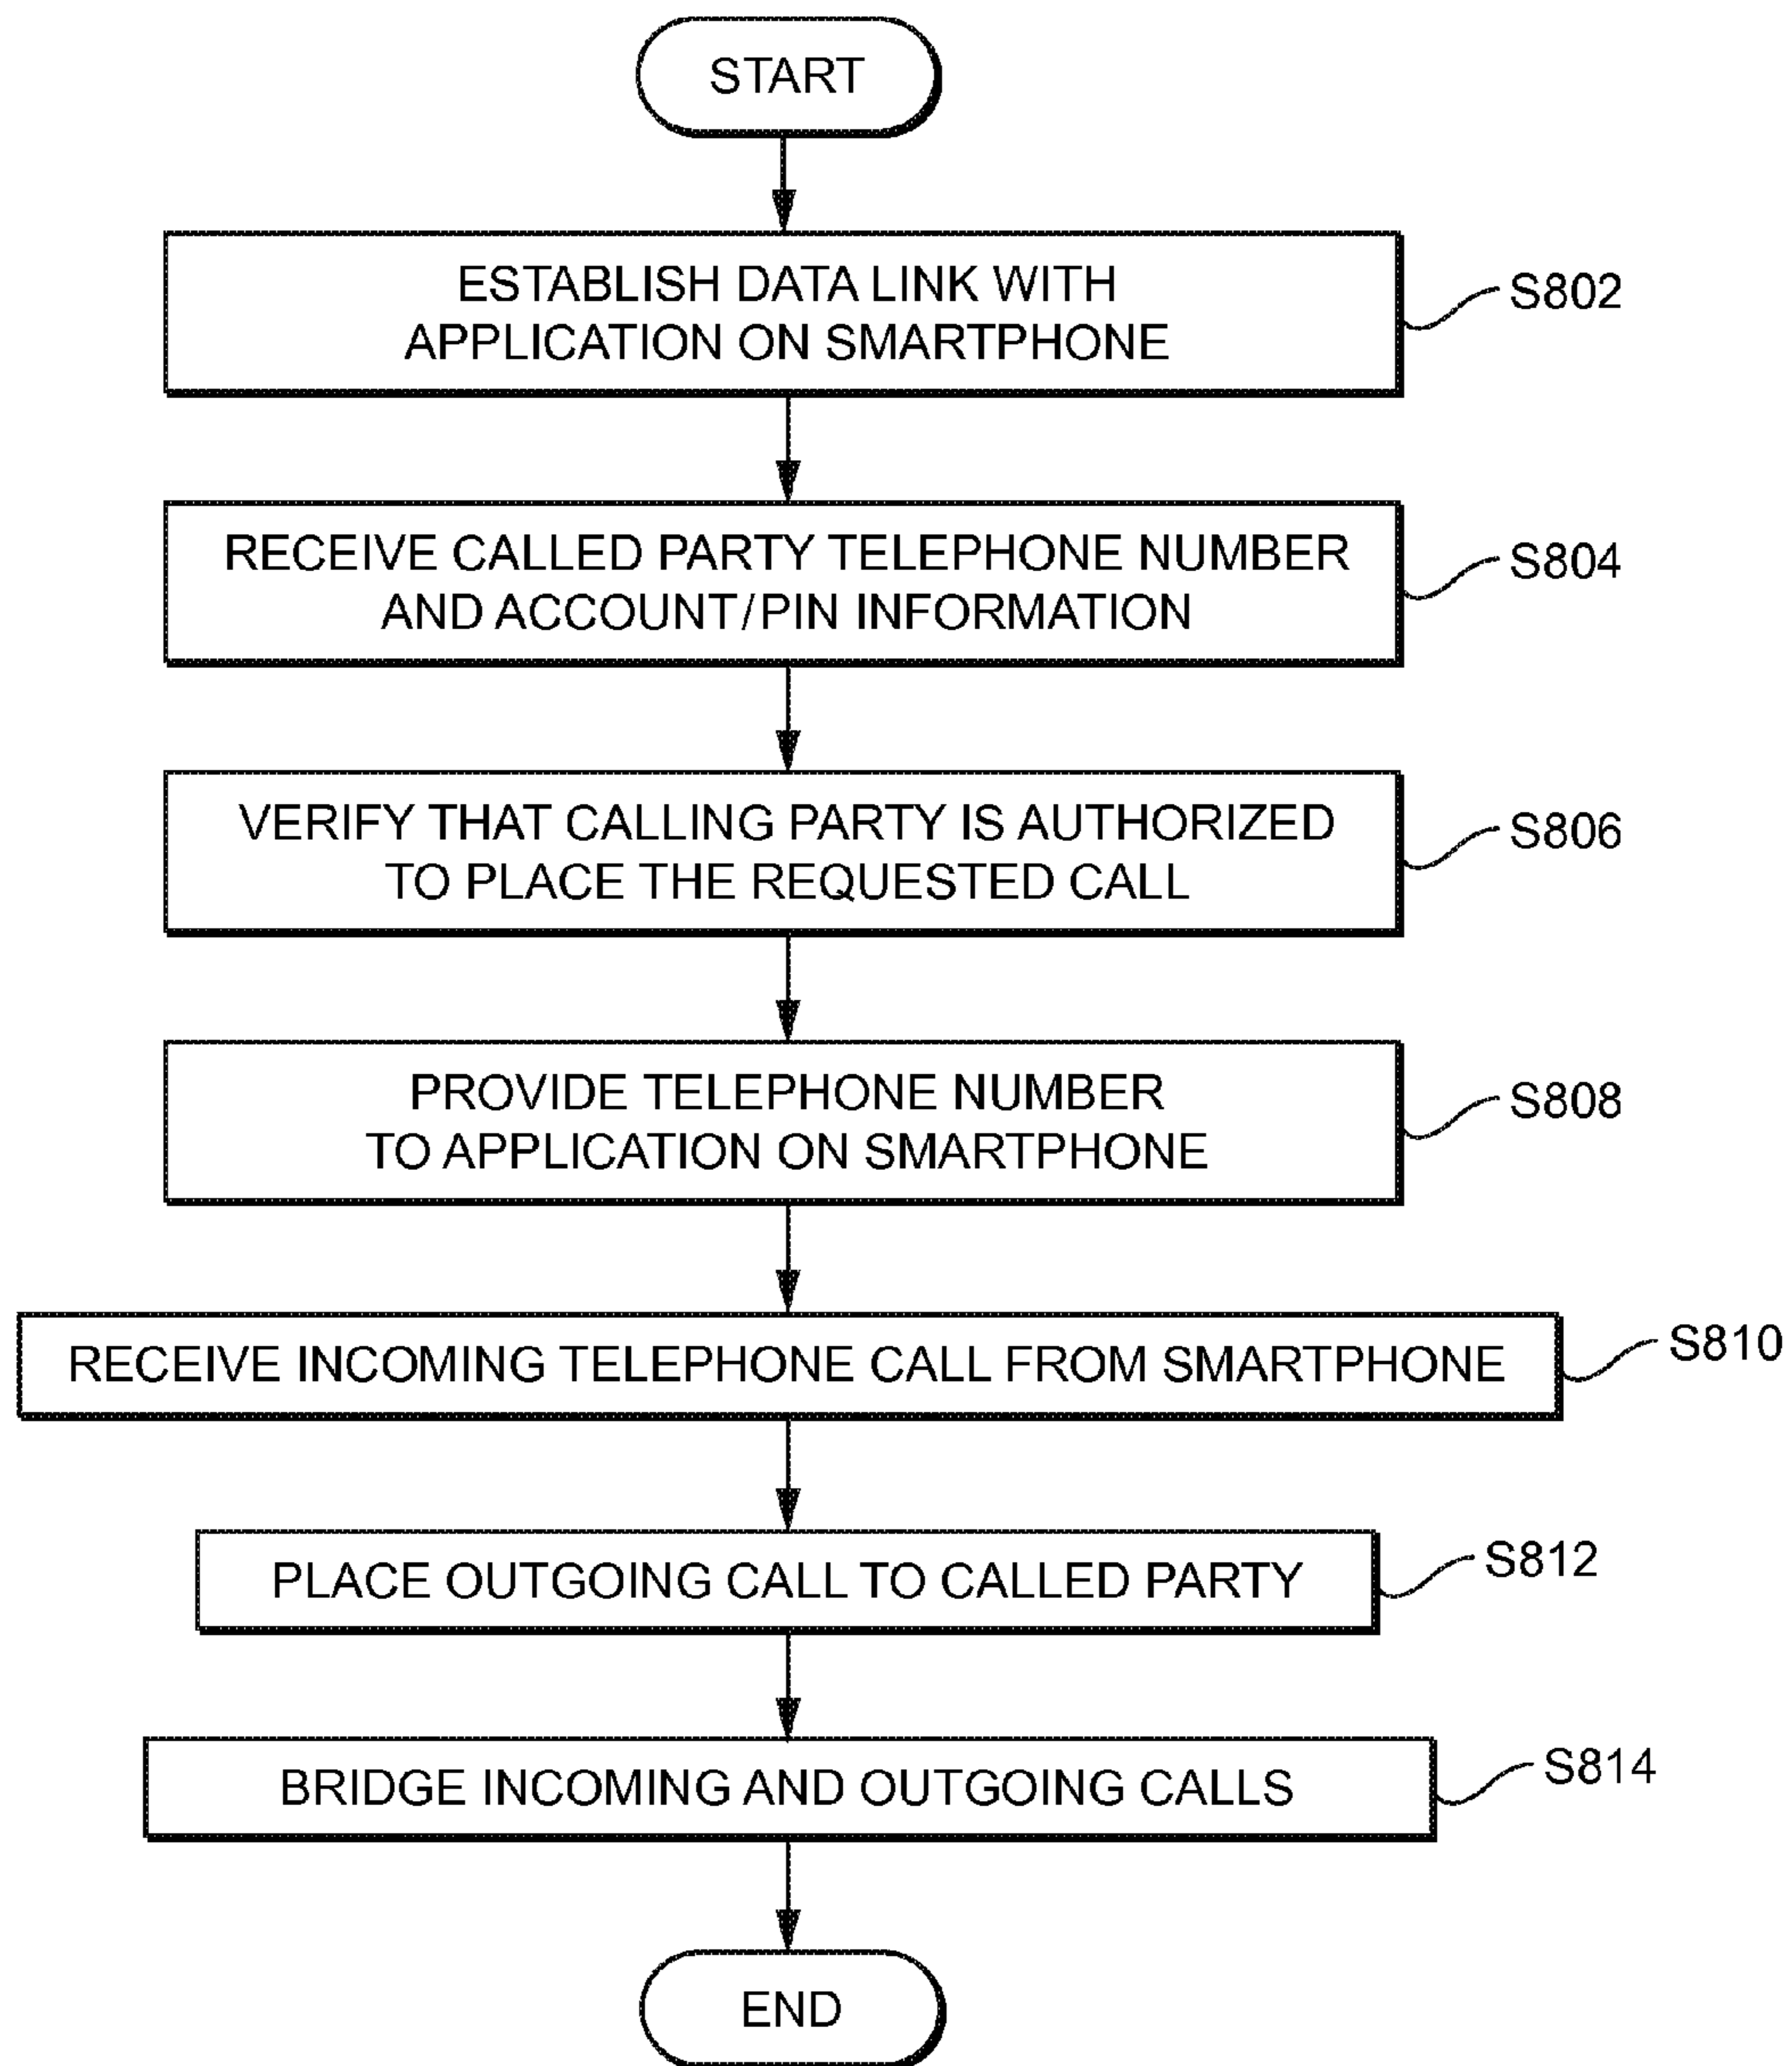 START
ESTABLISH DATA LINK WITH
APPLICATION ON SMARTPHONE
S802
RECEIVE CALLED PARTY TELEPHONE NUMBER
AND ACCOUNT/PIN INFORMATION
S804
VERIFY THAT CALLING PARTY IS AUTHORIZED
TO PLACE THE REQUESTED CALL
S806
PROVIDE TELEPHONE NUMBER
TO APPLICATION ON SMARTPHONE
S808
RECEIVE INCOMING TELEPHONE CALL FROM SMARTPHONE
S810
PLACE OUTGOING CALL TO CALLED PARTY
S812
BRIDGE INCOMING AND OUTGOING CALLS
S814
END